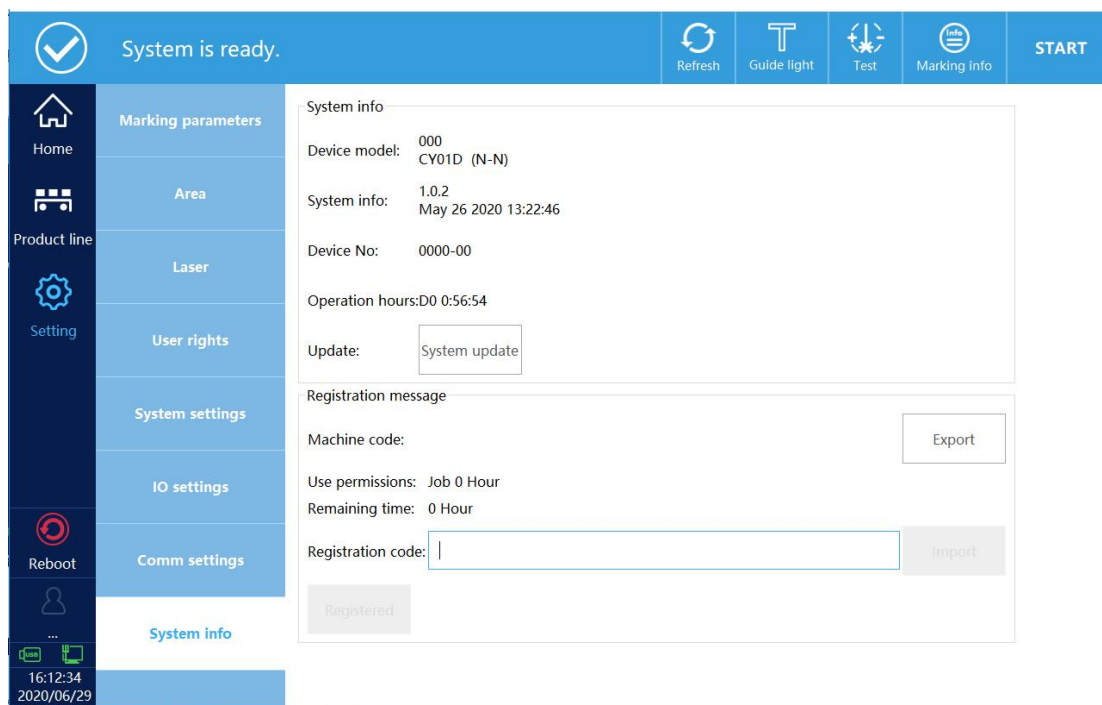 System is ready.
Refresh
Guide light
Test
Info
Marking info
START
Home
Product line
Setting
Reboot
...
USB
16:12:34
2020/06/29
Marking parameters
Area
Laser
User rights
System settings
IO settings
Comm settings
System info
System info
Device model: 000
CY01D (N-N)
System info: 1.0.2
May 26 2020 13:22:46
Device No: 0000-00
Operation hours:D0 0:56:54
Update: System update
Registration message
Machine code: Export
Use permissions: Job 0 Hour
Remaining time: 0 Hour
Registration code: Import
Registered